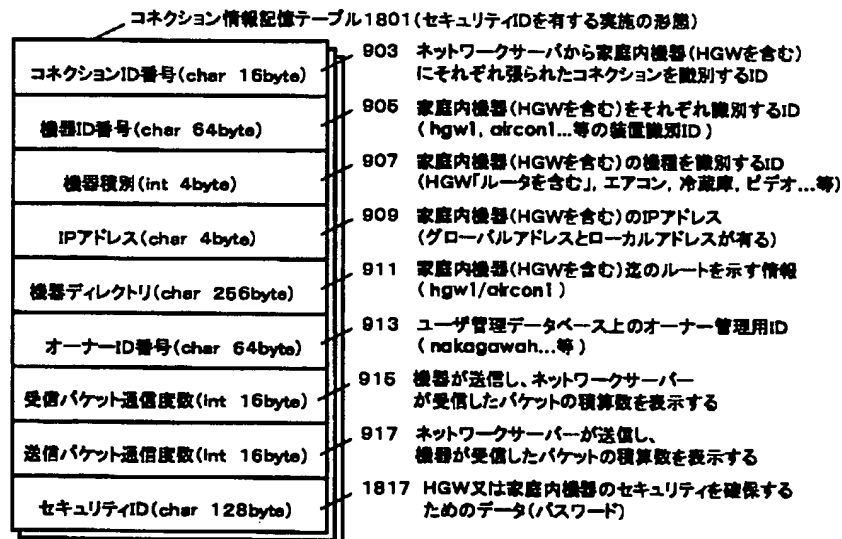 コネクション情報記憶テーブル1801(セキュリティIDを有する実施の形態)
コネクションID番号(char 16byte)
903 ネットワークサーバから家庭内機器(HGWを含む)
にそれぞれ張られたコネクションを識別するID
機器ID番号(char 64byte)
905 家庭内機器(HGWを含む)をそれぞれ識別するID
(hgw1, aircon1...等の装置識別ID)
機器種別(int 4byte)
907 家庭内機器(HGWを含む)の機種を識別するID
(HGW「ルータを含む」, エアコン, 冷蔵庫, ビデオ...等)
IPアドレス(char 4byte)
909 家庭内機器(HGWを含む)のIPアドレス
(グローバルアドレスとローカルアドレスが有る)
機器ディレクトリ(char 256byte)
911 家庭内機器(HGWを含む)迄のルートを示す情報
(hgw1/aircon1)
オーナーID番号(char 64byte)
913 ユーザ管理データベース上のオーナー管理用ID
(nakagawah...等)
受信パケット通信度数(int 16byte)
915 機器が送信し、ネットワークサーバー
が受信したパケットの積算数を表示する
送信パケット通信度数(int 16byte)
917 ネットワークサーバーが送信し、
機器が受信したパケットの積算数を表示する
セキュリティID(char 128byte)
1817 HGW又は家庭内機器のセキュリティを確保する
ためのデータ(パスワード)